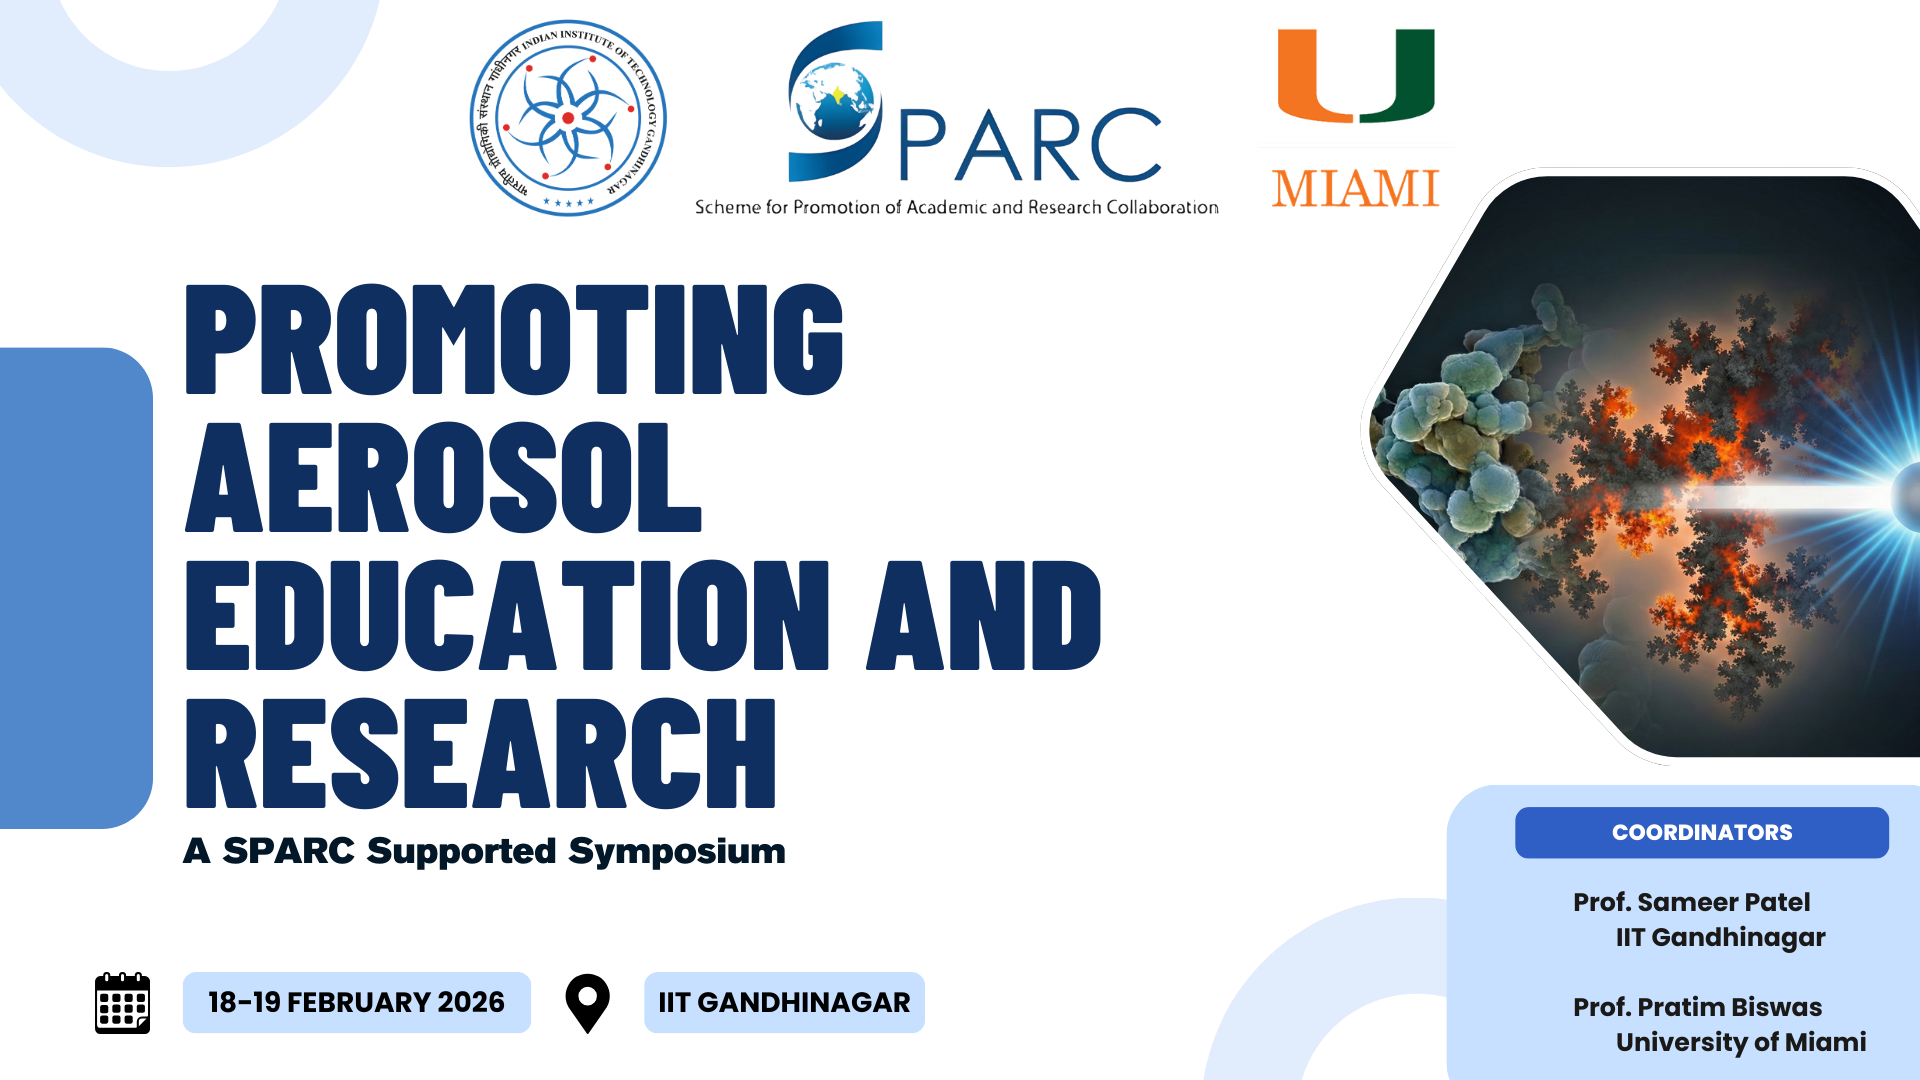 भारतीय प्रौद्योगिकी संस्थान गांधीनगर
INDIAN INSTITUTE OF TECHNOLOGY GANDHINAGAR
SPARC
Scheme for Promotion of Academic and Research Collaboration
U
MIAMI
PROMOTING
AEROSOL
EDUCATION AND
RESEARCH
A SPARC Supported Symposium
18-19 FEBRUARY 2026
IIT GANDHINAGAR
COORDINATORS
Prof. Sameer Patel
IIT Gandhinagar
Prof. Pratim Biswas
University of Miami